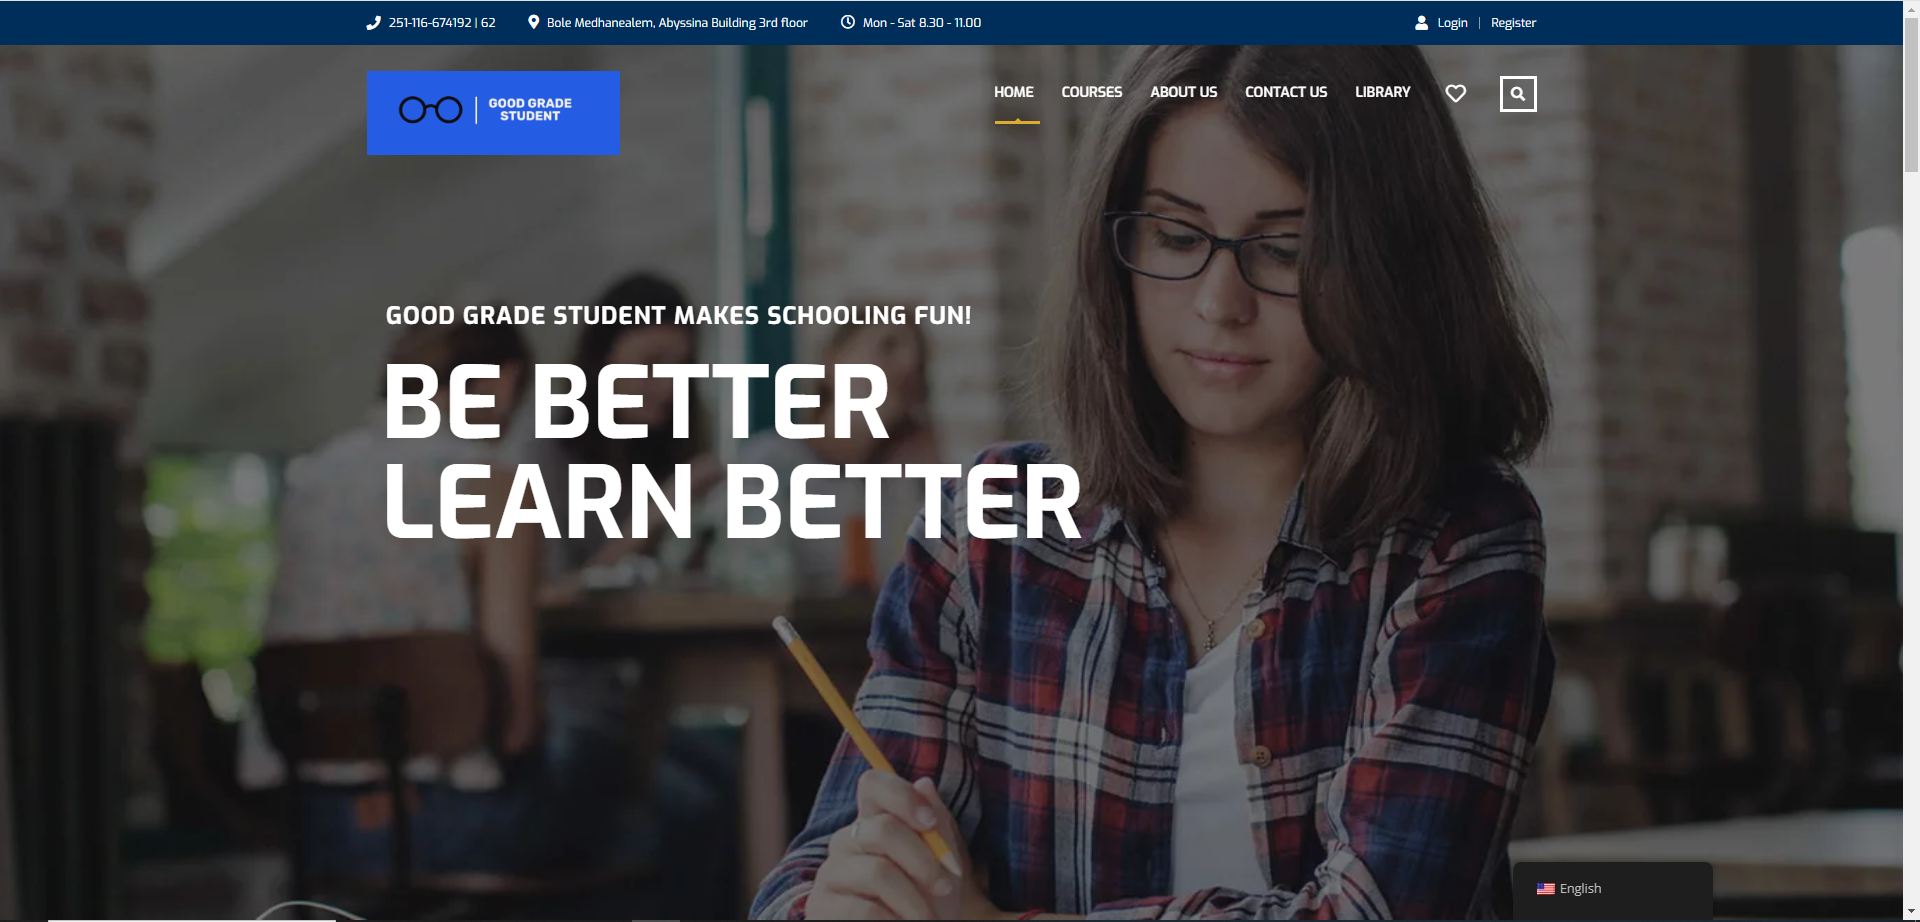 251-116-674192 | 62
Bole Medhanealem, Abyssina Building 3rd floor
Mon - Sat 8.30 - 11.00
Login | Register
GOOD GRADE
STUDENT
HOME
COURSES
ABOUT US
CONTACT US
LIBRARY
GOOD GRADE STUDENT MAKES SCHOOLING FUN!
BE BETTER
LEARN BETTER
English